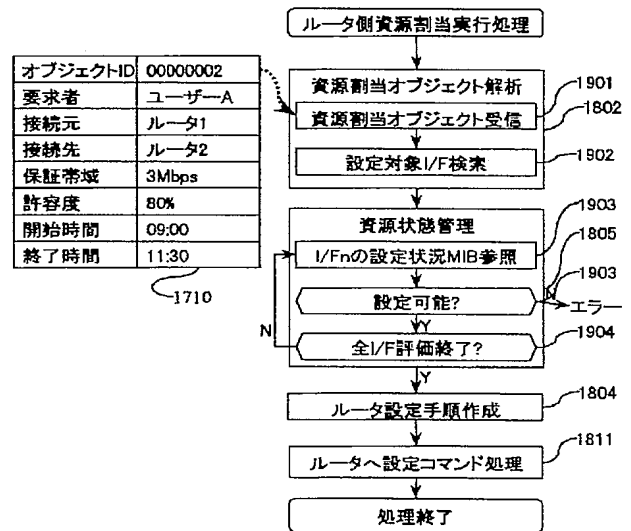 ルータ側資源割当実行処理
オブジェクトID 00000002
要求者 ユーザーA
接続元 ルータ1
接続先 ルータ2
保証帯域 3Mbps
許容度 80%
開始時間 09:00
終了時間 11:30
1710
資源割当オブジェクト解析
資源割当オブジェクト受信
1901
1802
設定対象I/F検索
1902
資源状態管理
1903
I/Fnの設定状況MIB参照
1805
設定可能?
1903
N
エラー
Y
全I/F評価終了?
1904
N
Y
ルータ設定手順作成
1804
ルータへ設定コマンド処理
1811
処理終了